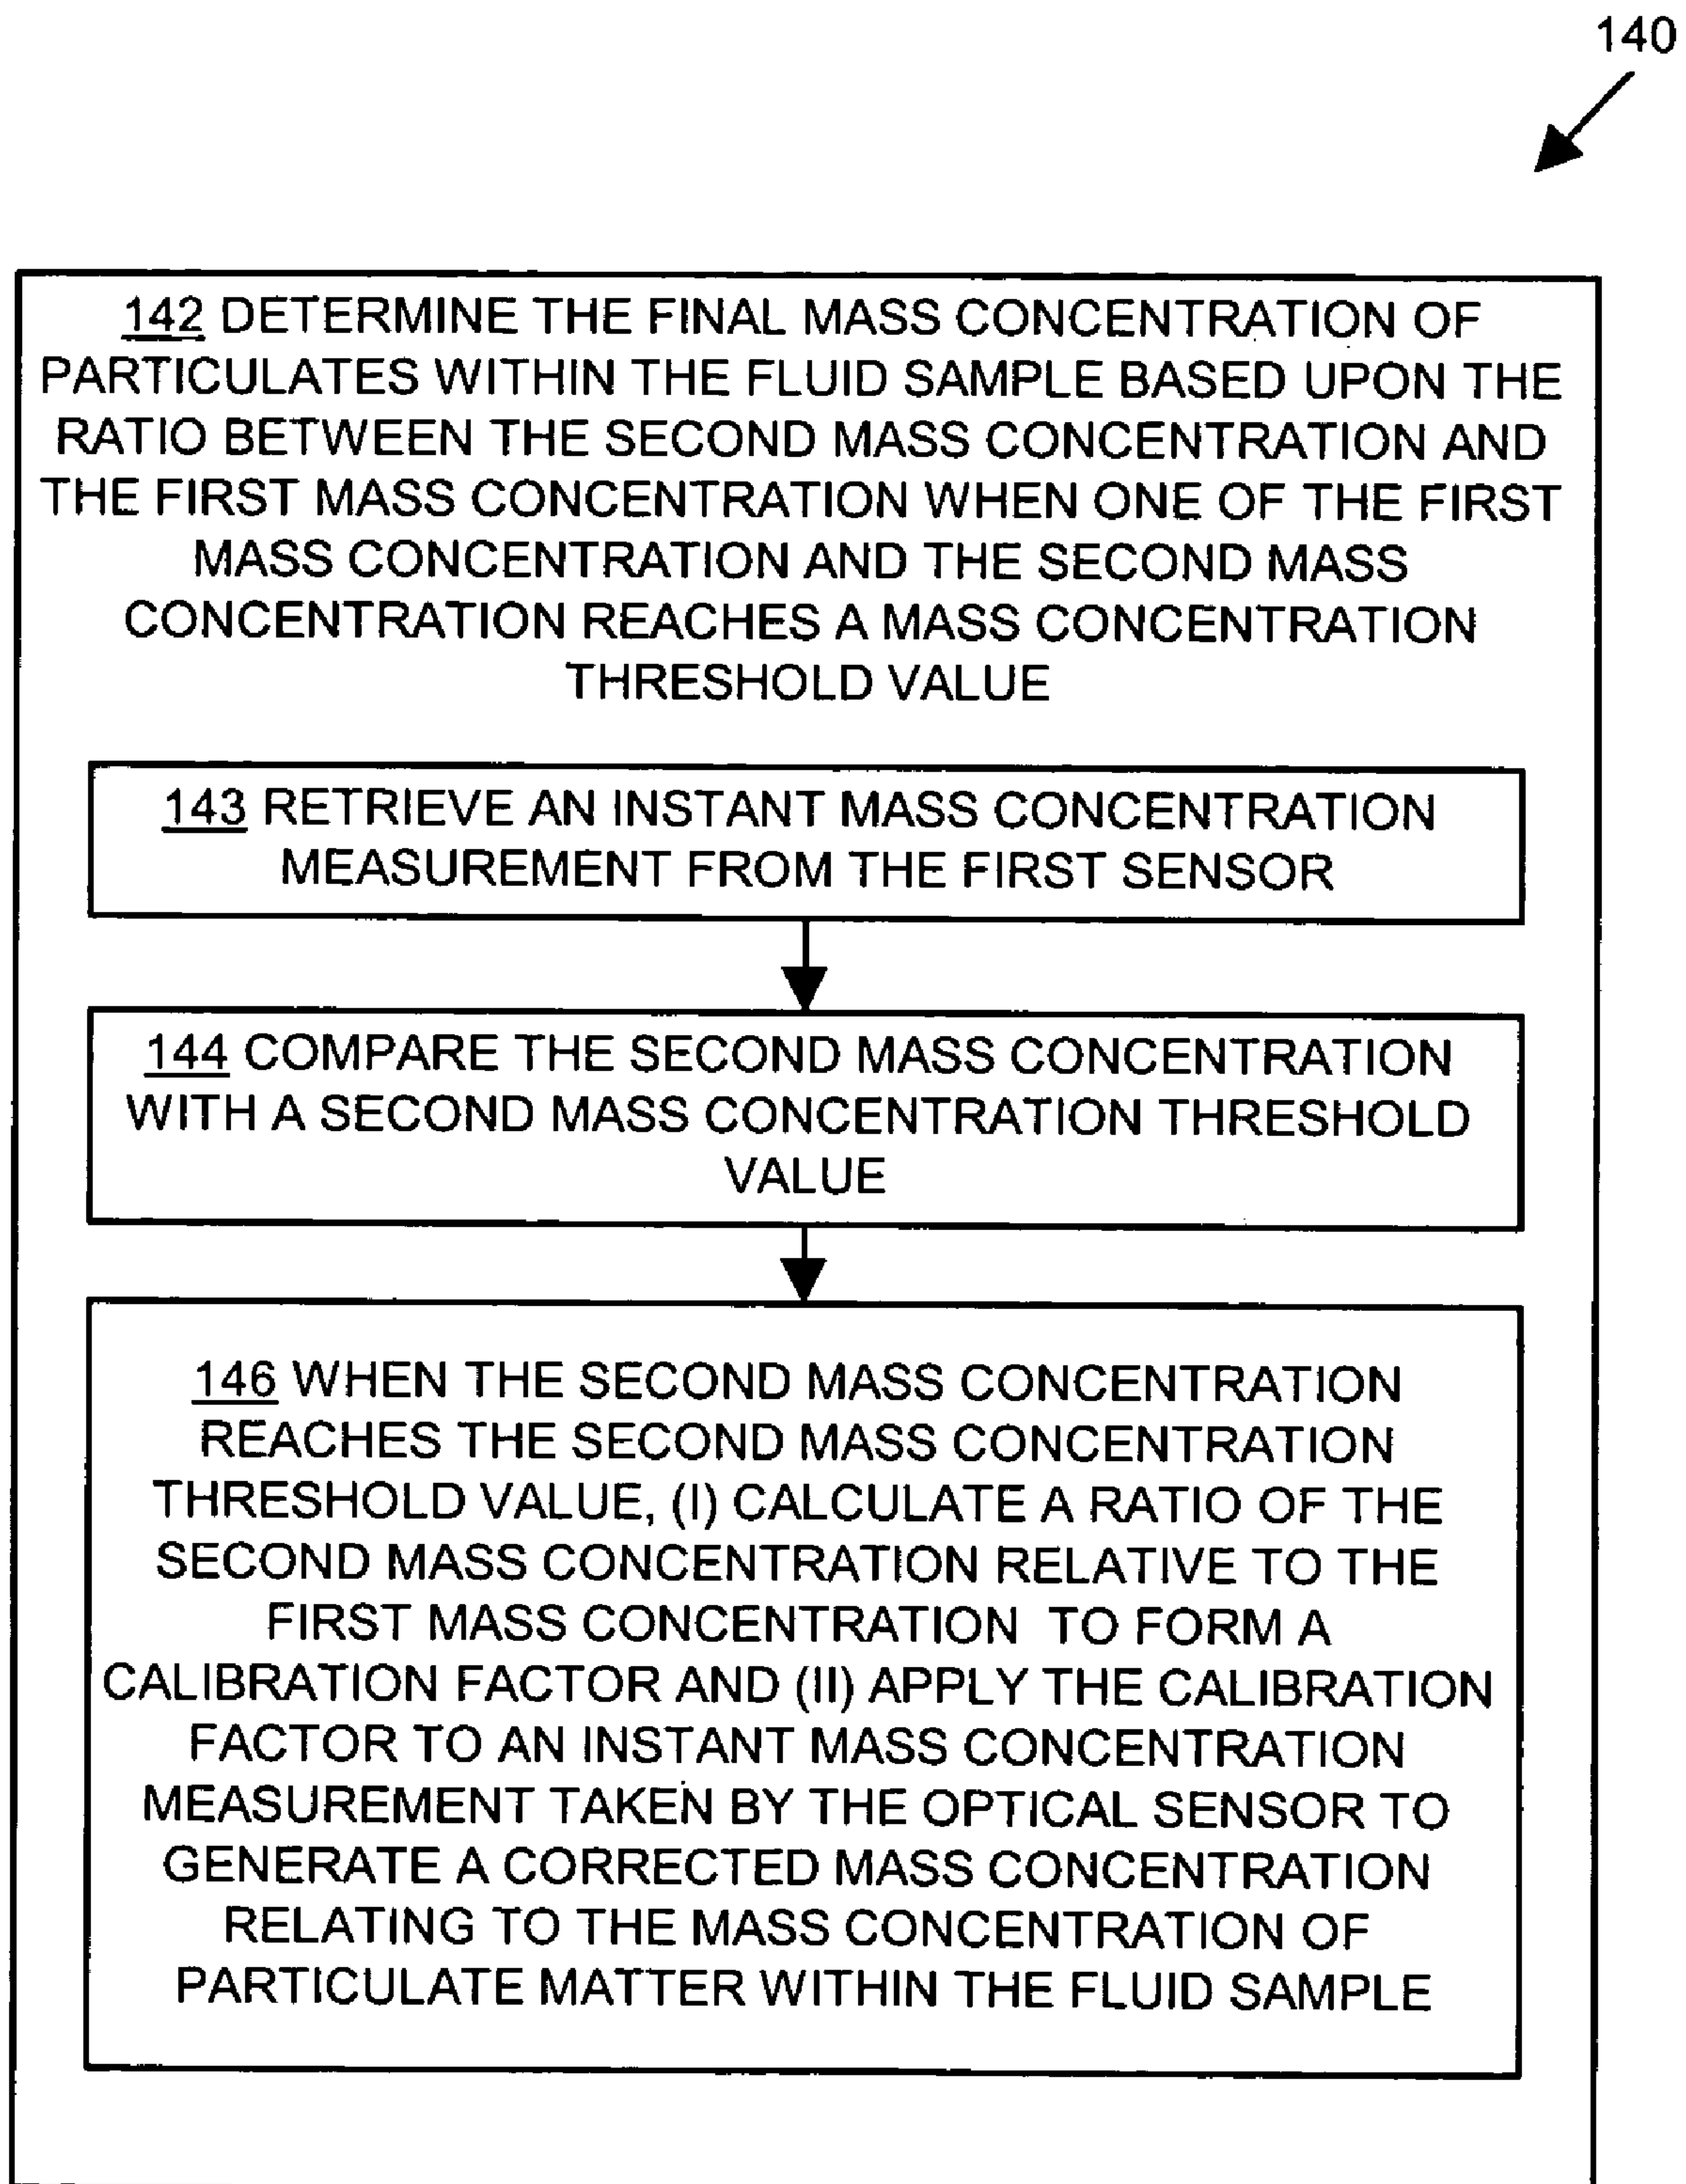 140
142 DETERMINE THE FINAL MASS CONCENTRATION OF
PARTICULATES WITHIN THE FLUID SAMPLE BASED UPON THE
RATIO BETWEEN THE SECOND MASS CONCENTRATION AND
THE FIRST MASS CONCENTRATION WHEN ONE OF THE FIRST
MASS CONCENTRATION AND THE SECOND MASS
CONCENTRATION REACHES A MASS CONCENTRATION
THRESHOLD VALUE
143 RETRIEVE AN INSTANT MASS CONCENTRATION
MEASUREMENT FROM THE FIRST SENSOR
144 COMPARE THE SECOND MASS CONCENTRATION
WITH A SECOND MASS CONCENTRATION THRESHOLD
VALUE
146 WHEN THE SECOND MASS CONCENTRATION
REACHES THE SECOND MASS CONCENTRATION
THRESHOLD VALUE, (I) CALCULATE A RATIO OF THE
SECOND MASS CONCENTRATION RELATIVE TO THE
FIRST MASS CONCENTRATION TO FORM A
CALIBRATION FACTOR AND (II) APPLY THE CALIBRATION
FACTOR TO AN INSTANT MASS CONCENTRATION
MEASUREMENT TAKEN BY THE OPTICAL SENSOR TO
GENERATE A CORRECTED MASS CONCENTRATION
RELATING TO THE MASS CONCENTRATION OF
PARTICULATE MATTER WITHIN THE FLUID SAMPLE